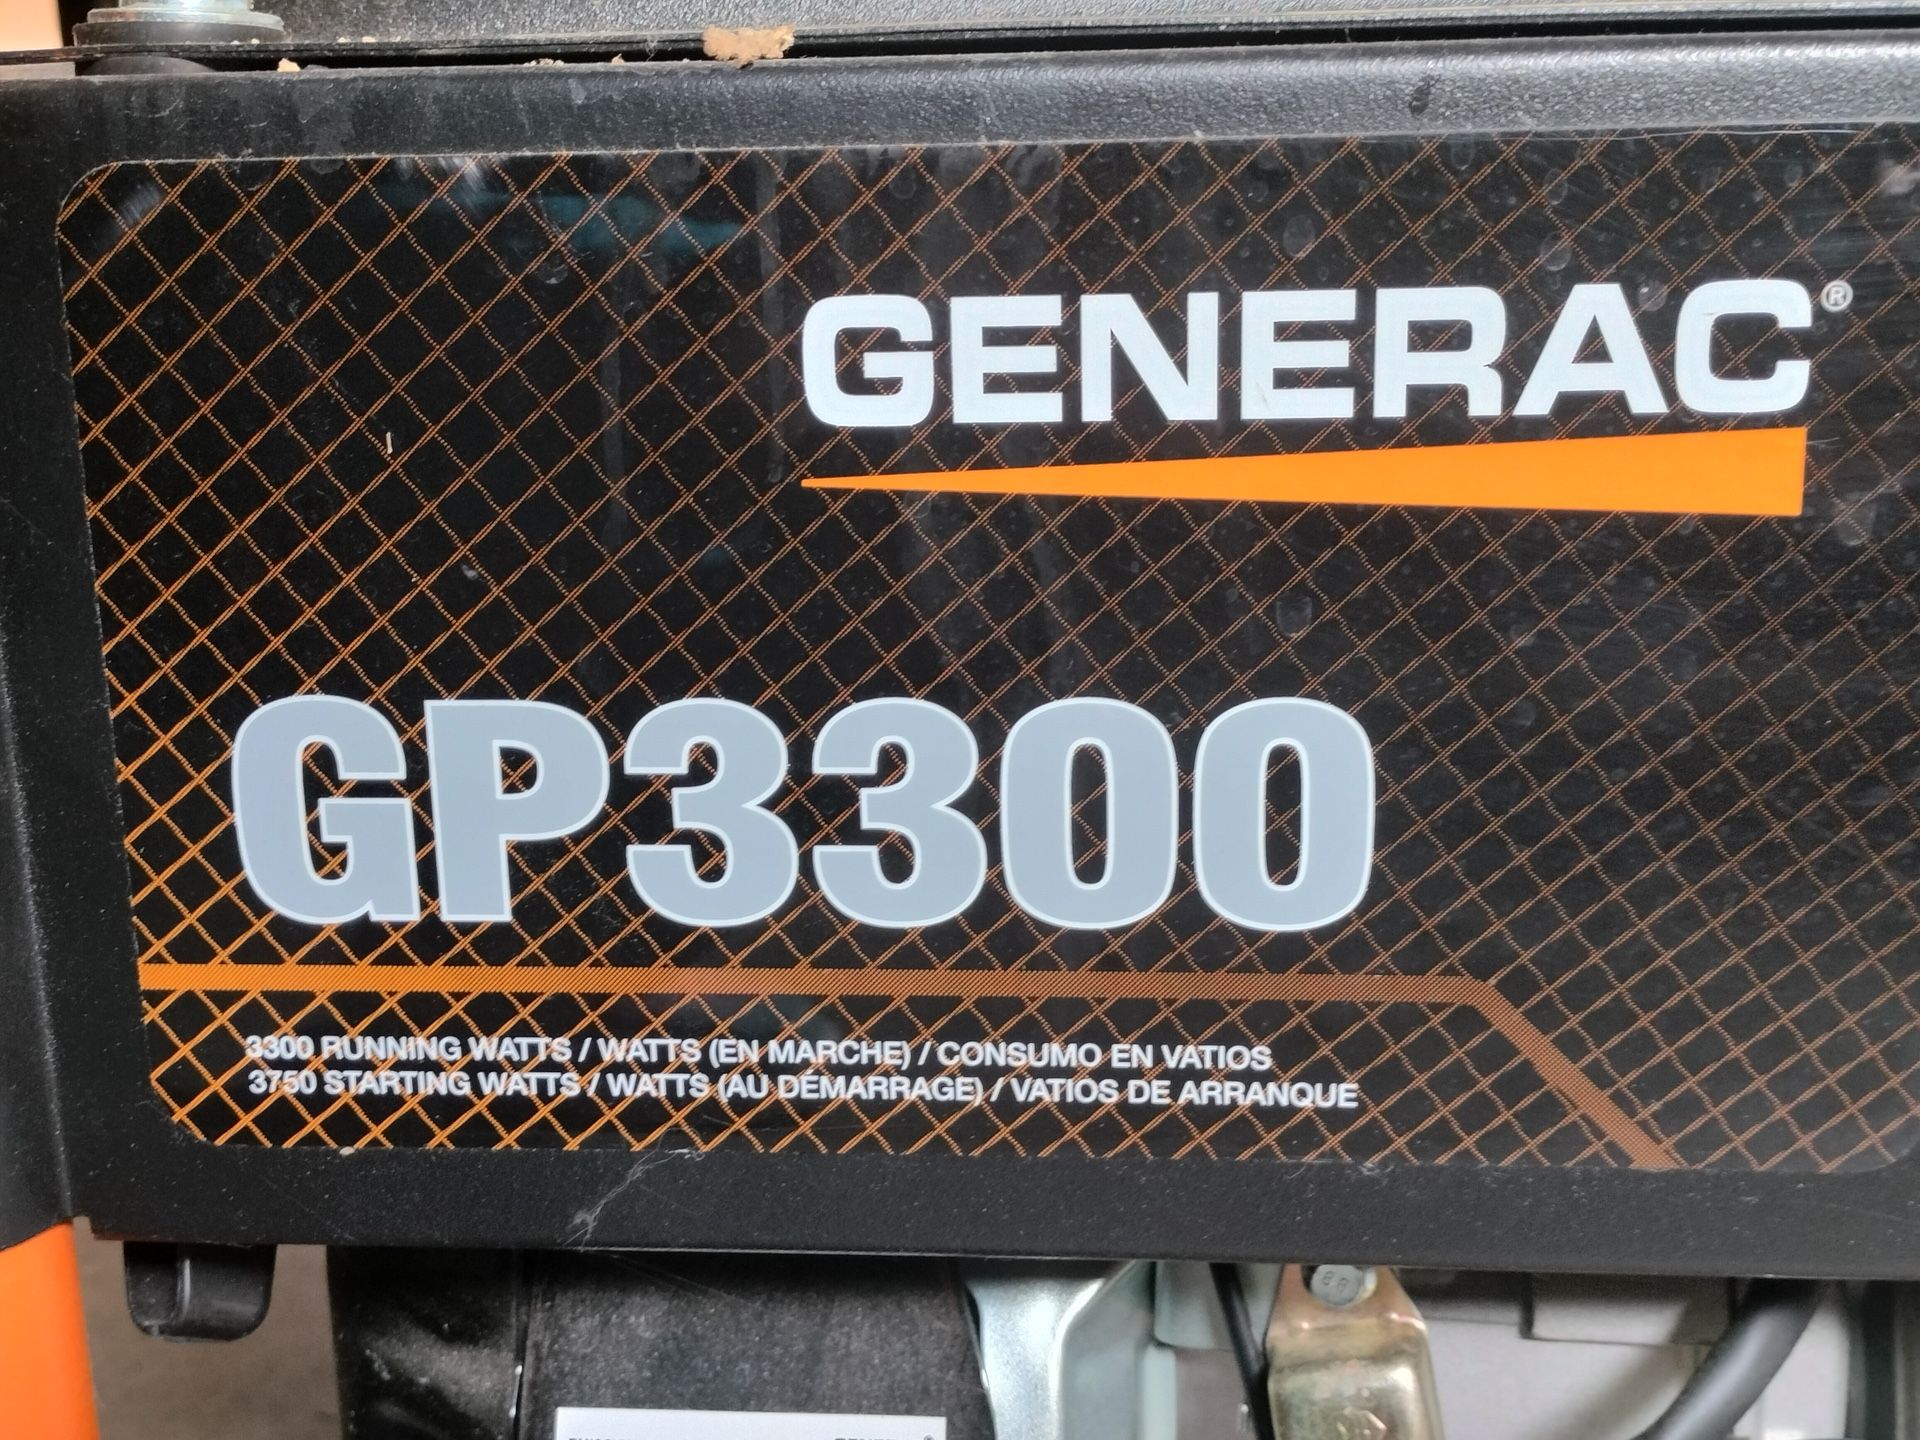 GENERAC®
GP3300
3300 RUNNING WATTS / WATTS (EN MARCHE) / CONSUMO EN VATIOS
3750 STARTING WATTS / WATTS (AU DÉMARRAGE) / VATIOS DE ARRANQUE